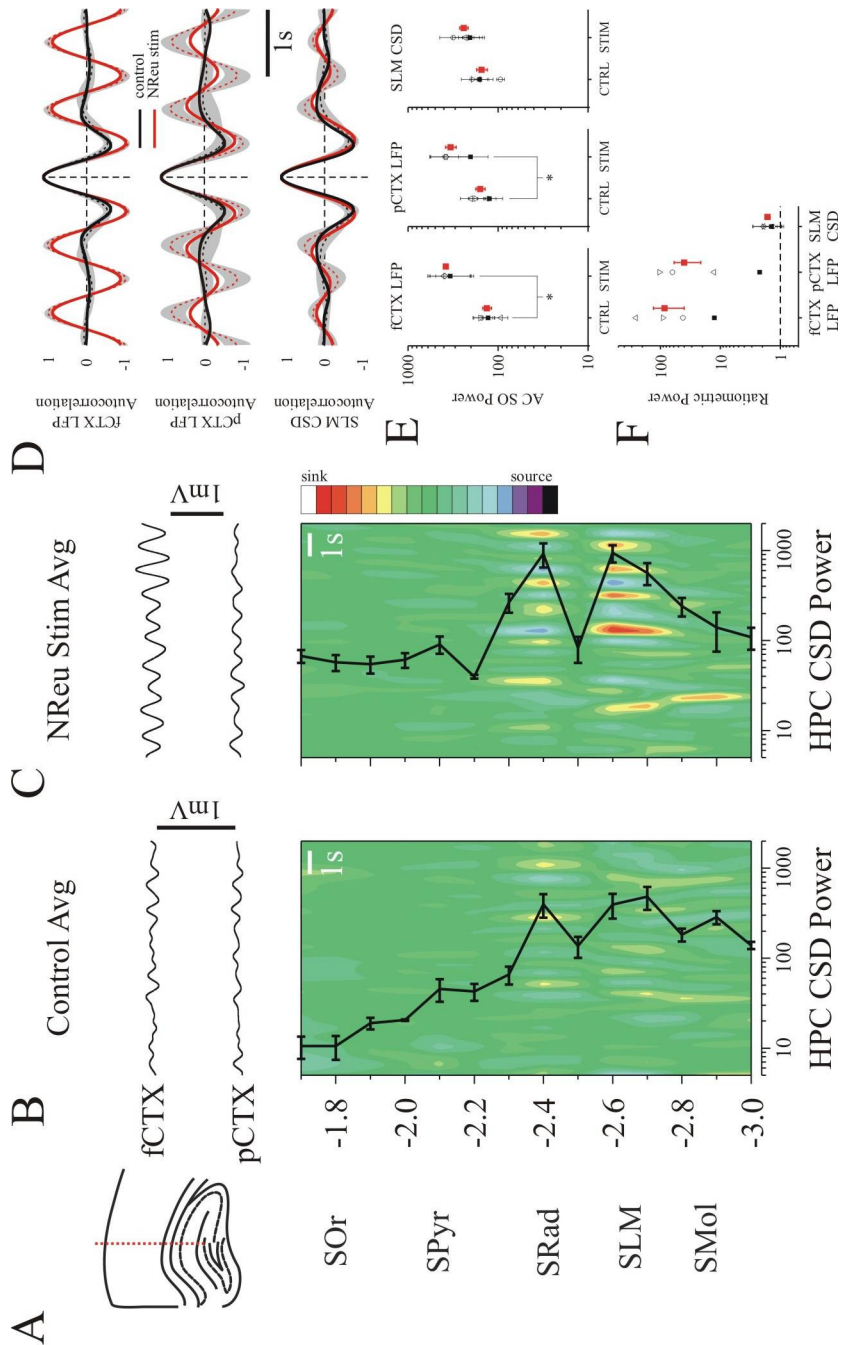 A
B
Control Avg
fCTX
pCTX
1mV
C
NReu Stim Avg
1mV
SOr
SPyr
SRad
SLM
SMol
-1.8
-2.0
-2.2
-2.4
-2.6
-2.8
-3.0
1s
10
100
1000
HPC CSD Power
1s
10
100
1000
HPC CSD Power
sink
source
D
fCTX LFP
Autocorrelation
1
0
-1
control
NReu stim
pCTX LFP
Autocorrelation
1
0
-1
SLM CSD
Autocorrelation
1
0
-1
1s
E
AC SO Power
1000
100
10
fCTX LFP
*
CTRL STIM
pCTX LFP
*
CTRL STIM
SLM CSD
CTRL STIM
F
Ratiometric Power
100
10
1
fCTX pCTX SLM
LFP LFP CSD